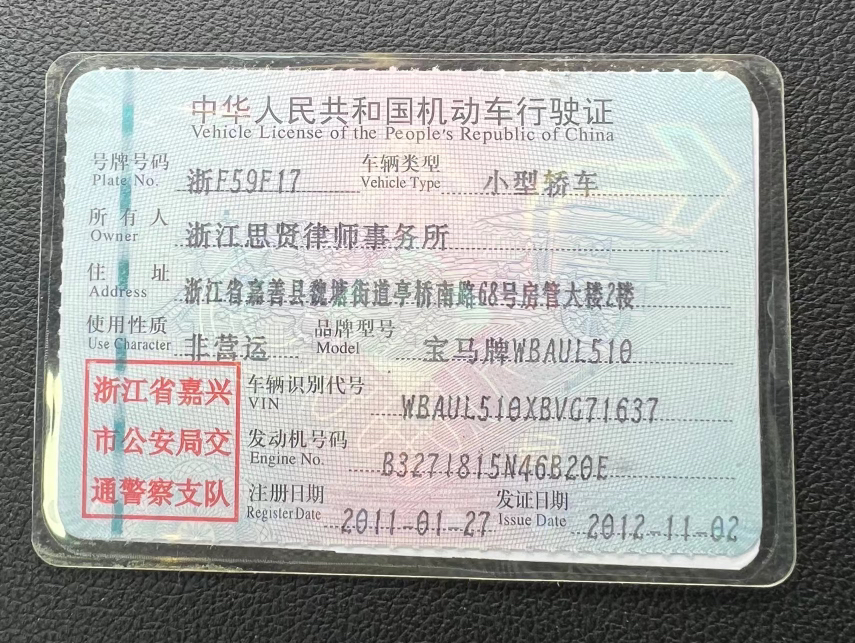 中华人民共和国机动车行驶证
Vehicle License of the People's Republic of China
号牌号码 浙F59F17 车辆类型 小型轿车
Plate No. Vehicle Type
所有人 浙江思贤律师事务所
Owner
住址 浙江省嘉善县魏塘街道亭桥南路68号房管大楼2楼
Address
使用性质 非营运 品牌型号 宝马牌WBAUL510
Use Character Model
浙江省嘉兴
市公安局交
通警察支队
车辆识别代号 WBAUL510XBVG71637
VIN
发动机号码 B3271815N46B20E
Engine No.
注册日期 2011-01-27 发证日期 2012-11-02
Register Date Issue Date